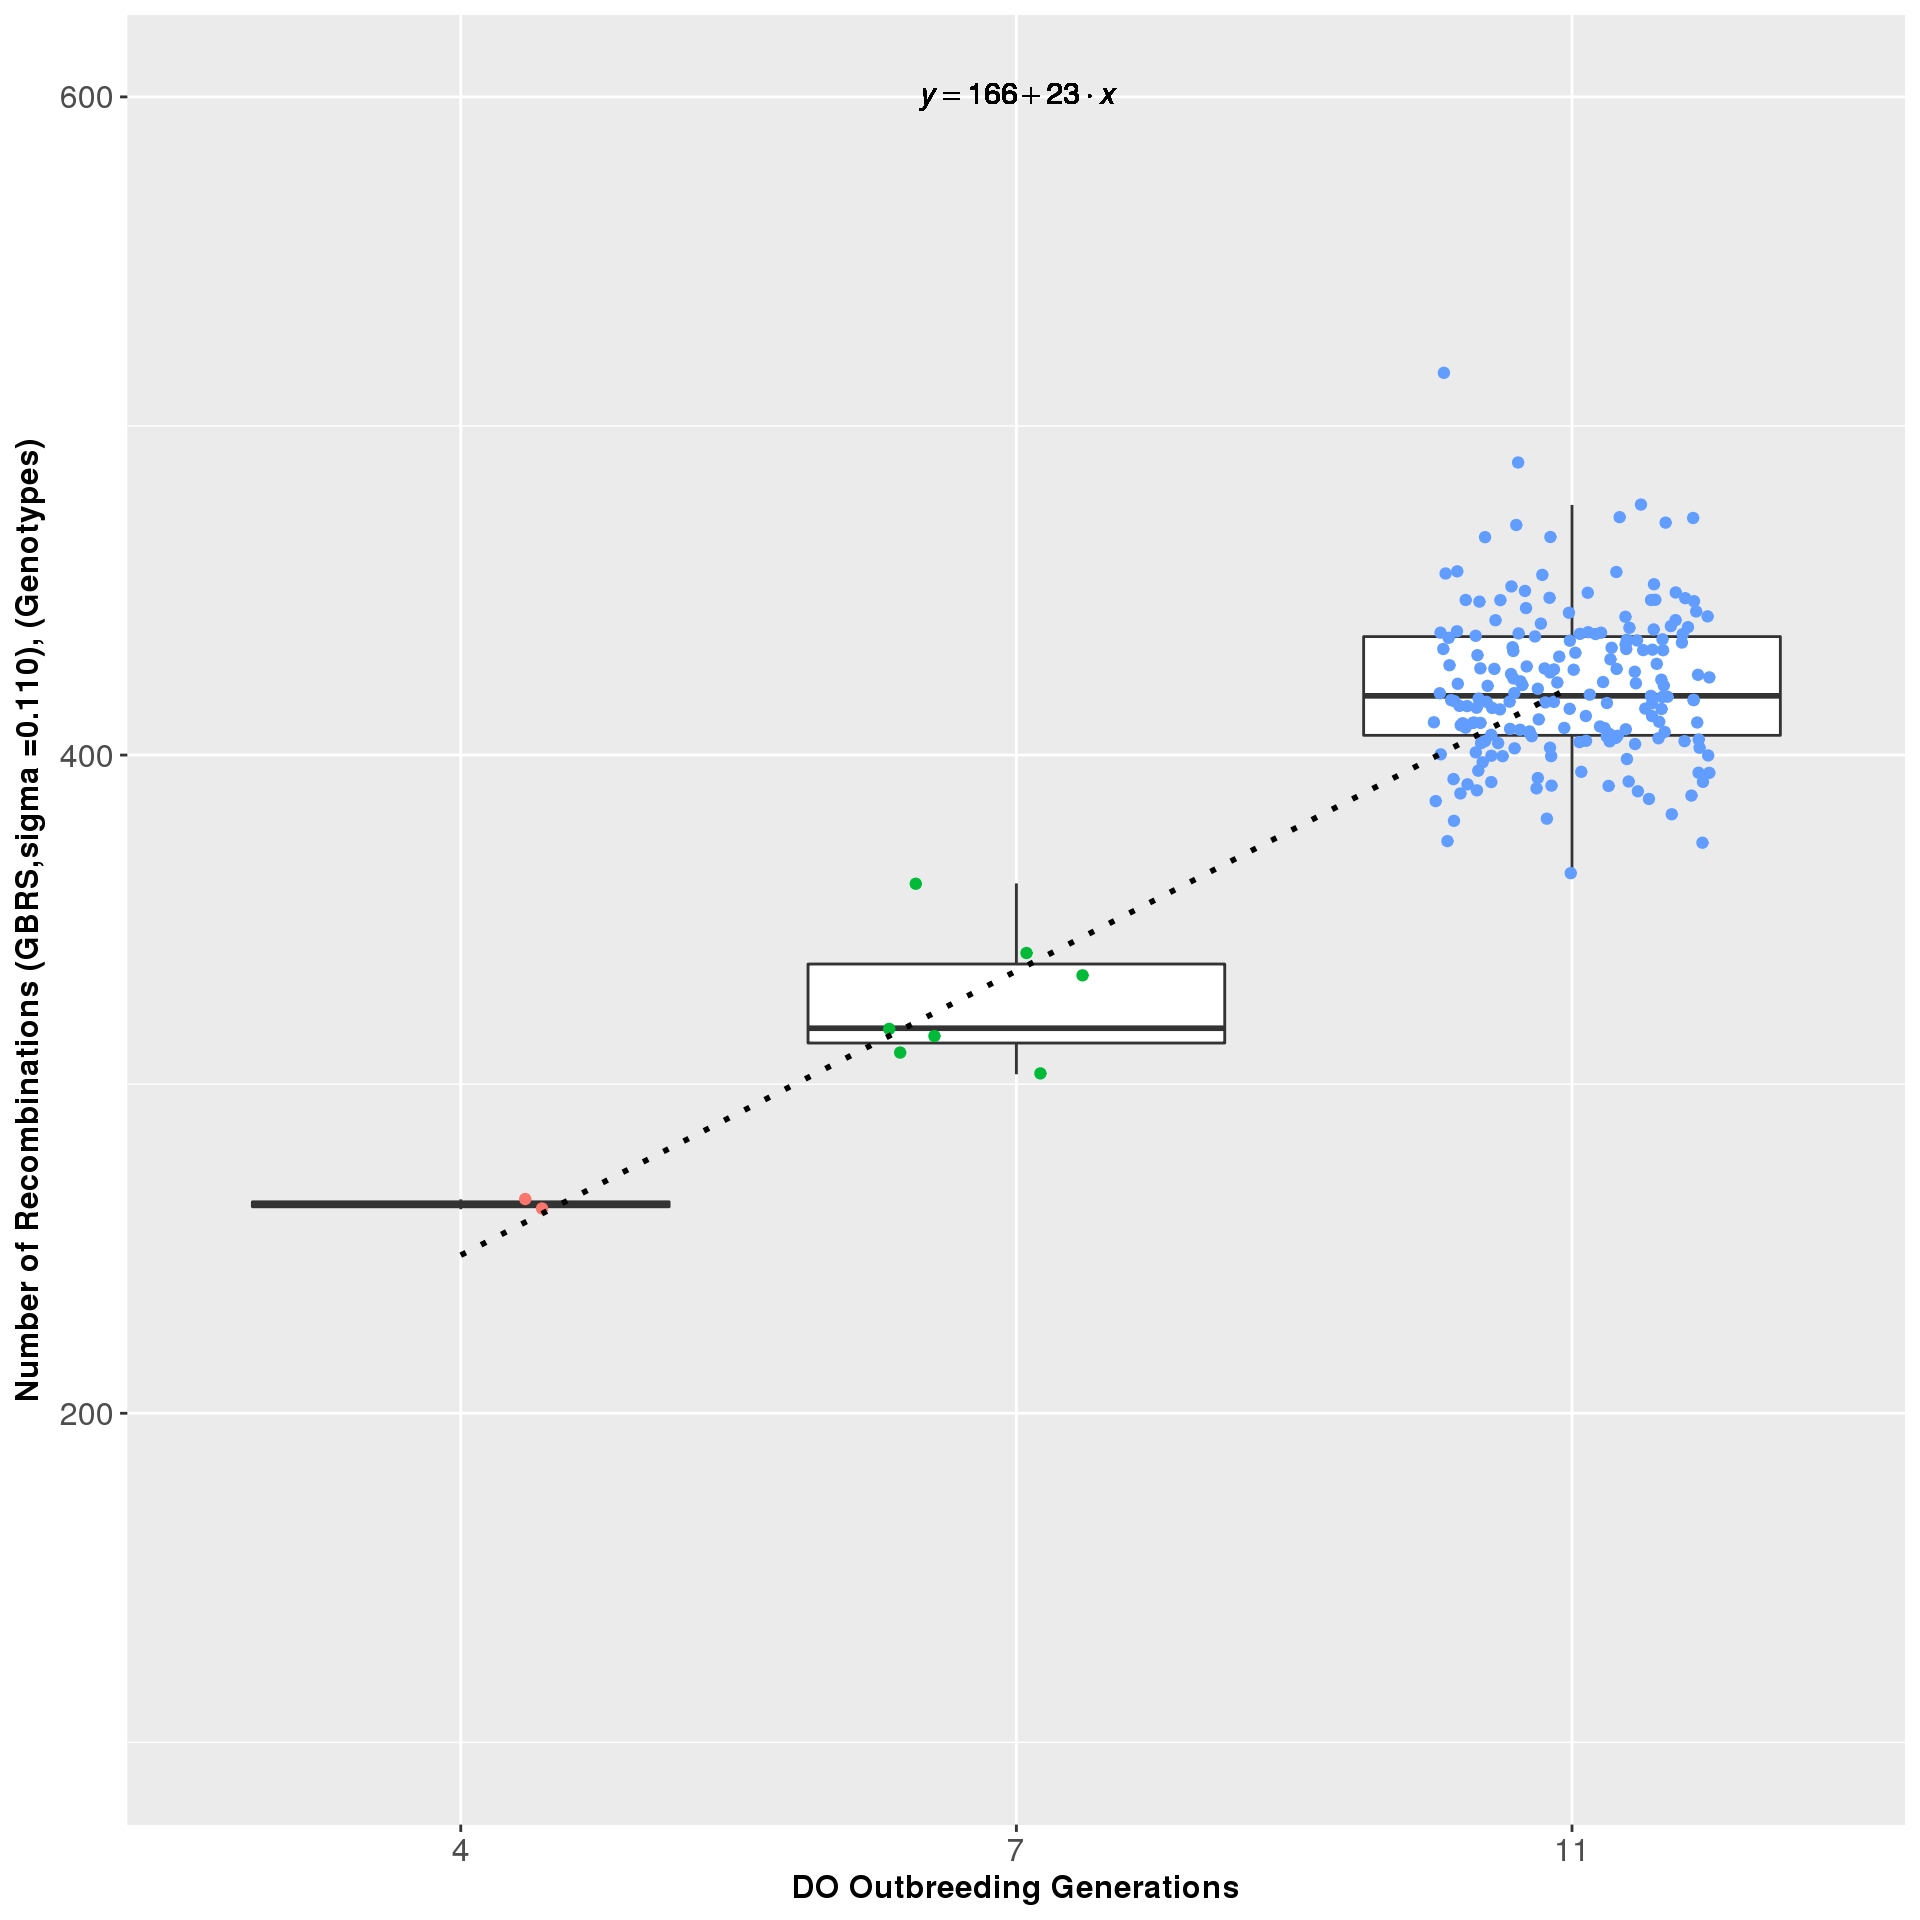 y = 166 + 23 · x
600
400
200
Number of Recombinations (GBRS,sigma =0.110), (Genotypes)
4 7 11
DO Outbreeding Generations